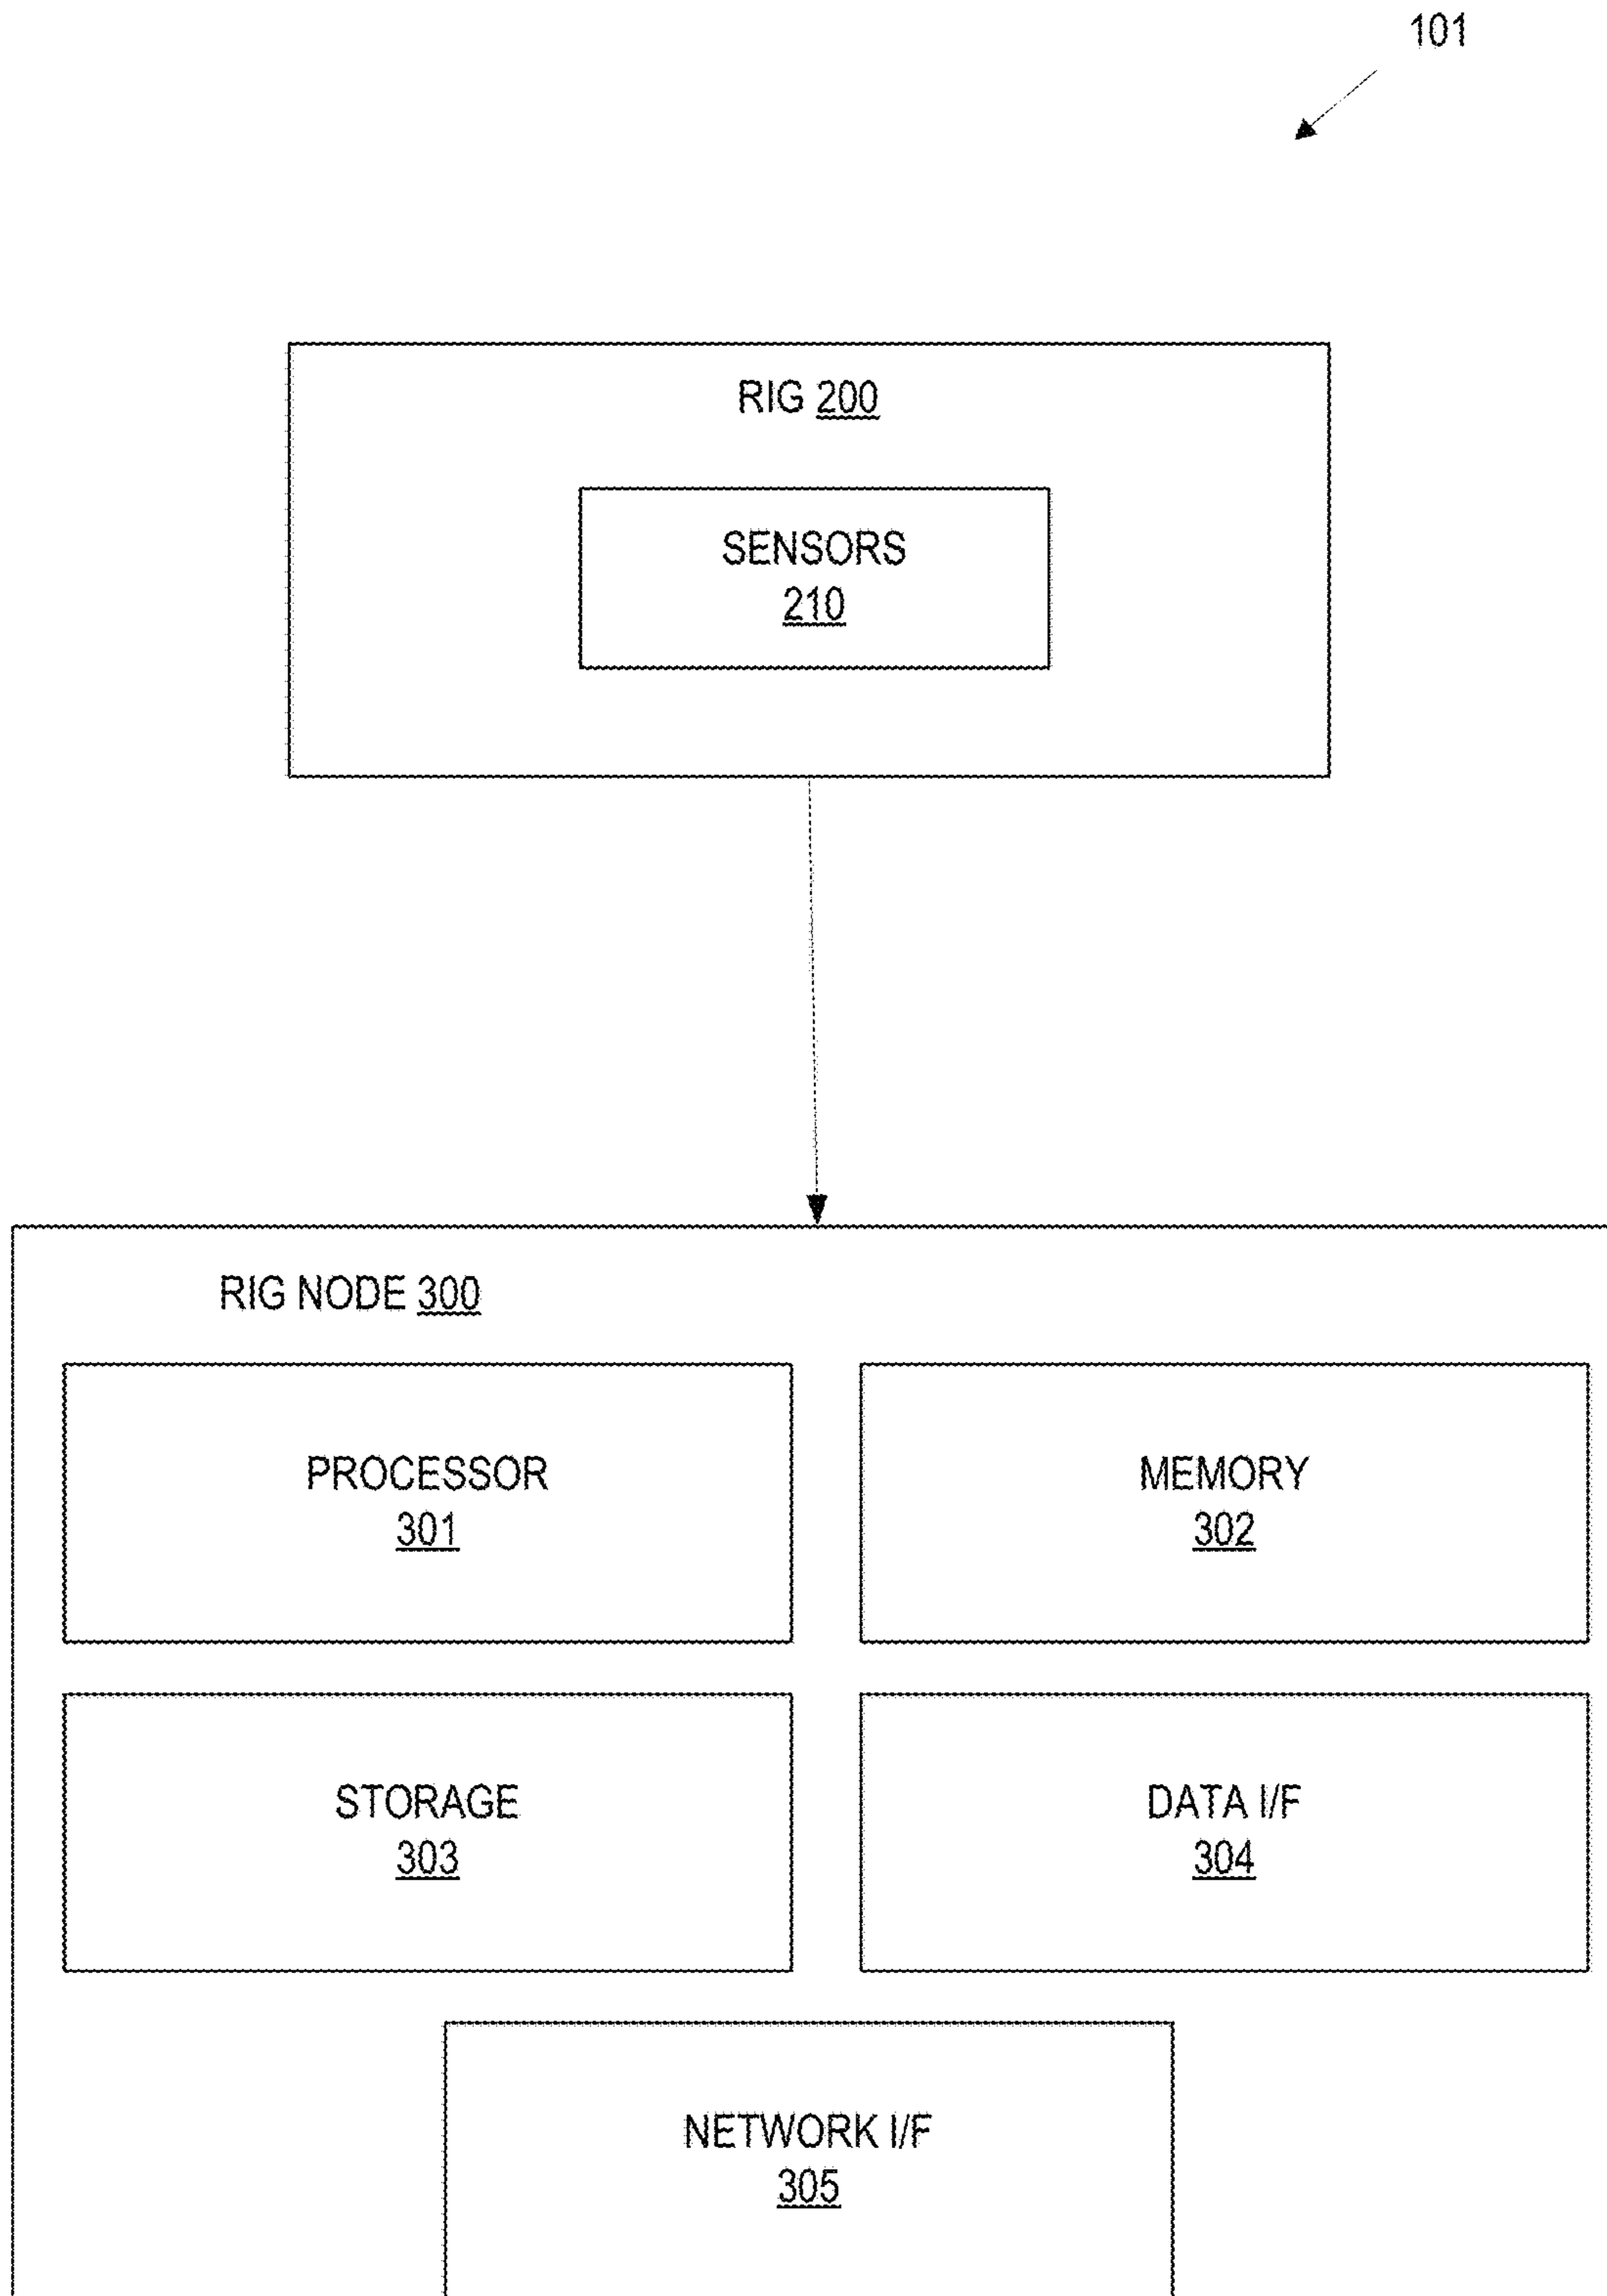 101
RIG 200
SENSORS
210
RIG NODE 300
PROCESSOR
301
MEMORY
302
STORAGE
303
DATA I/F
304
NETWORK I/F
305